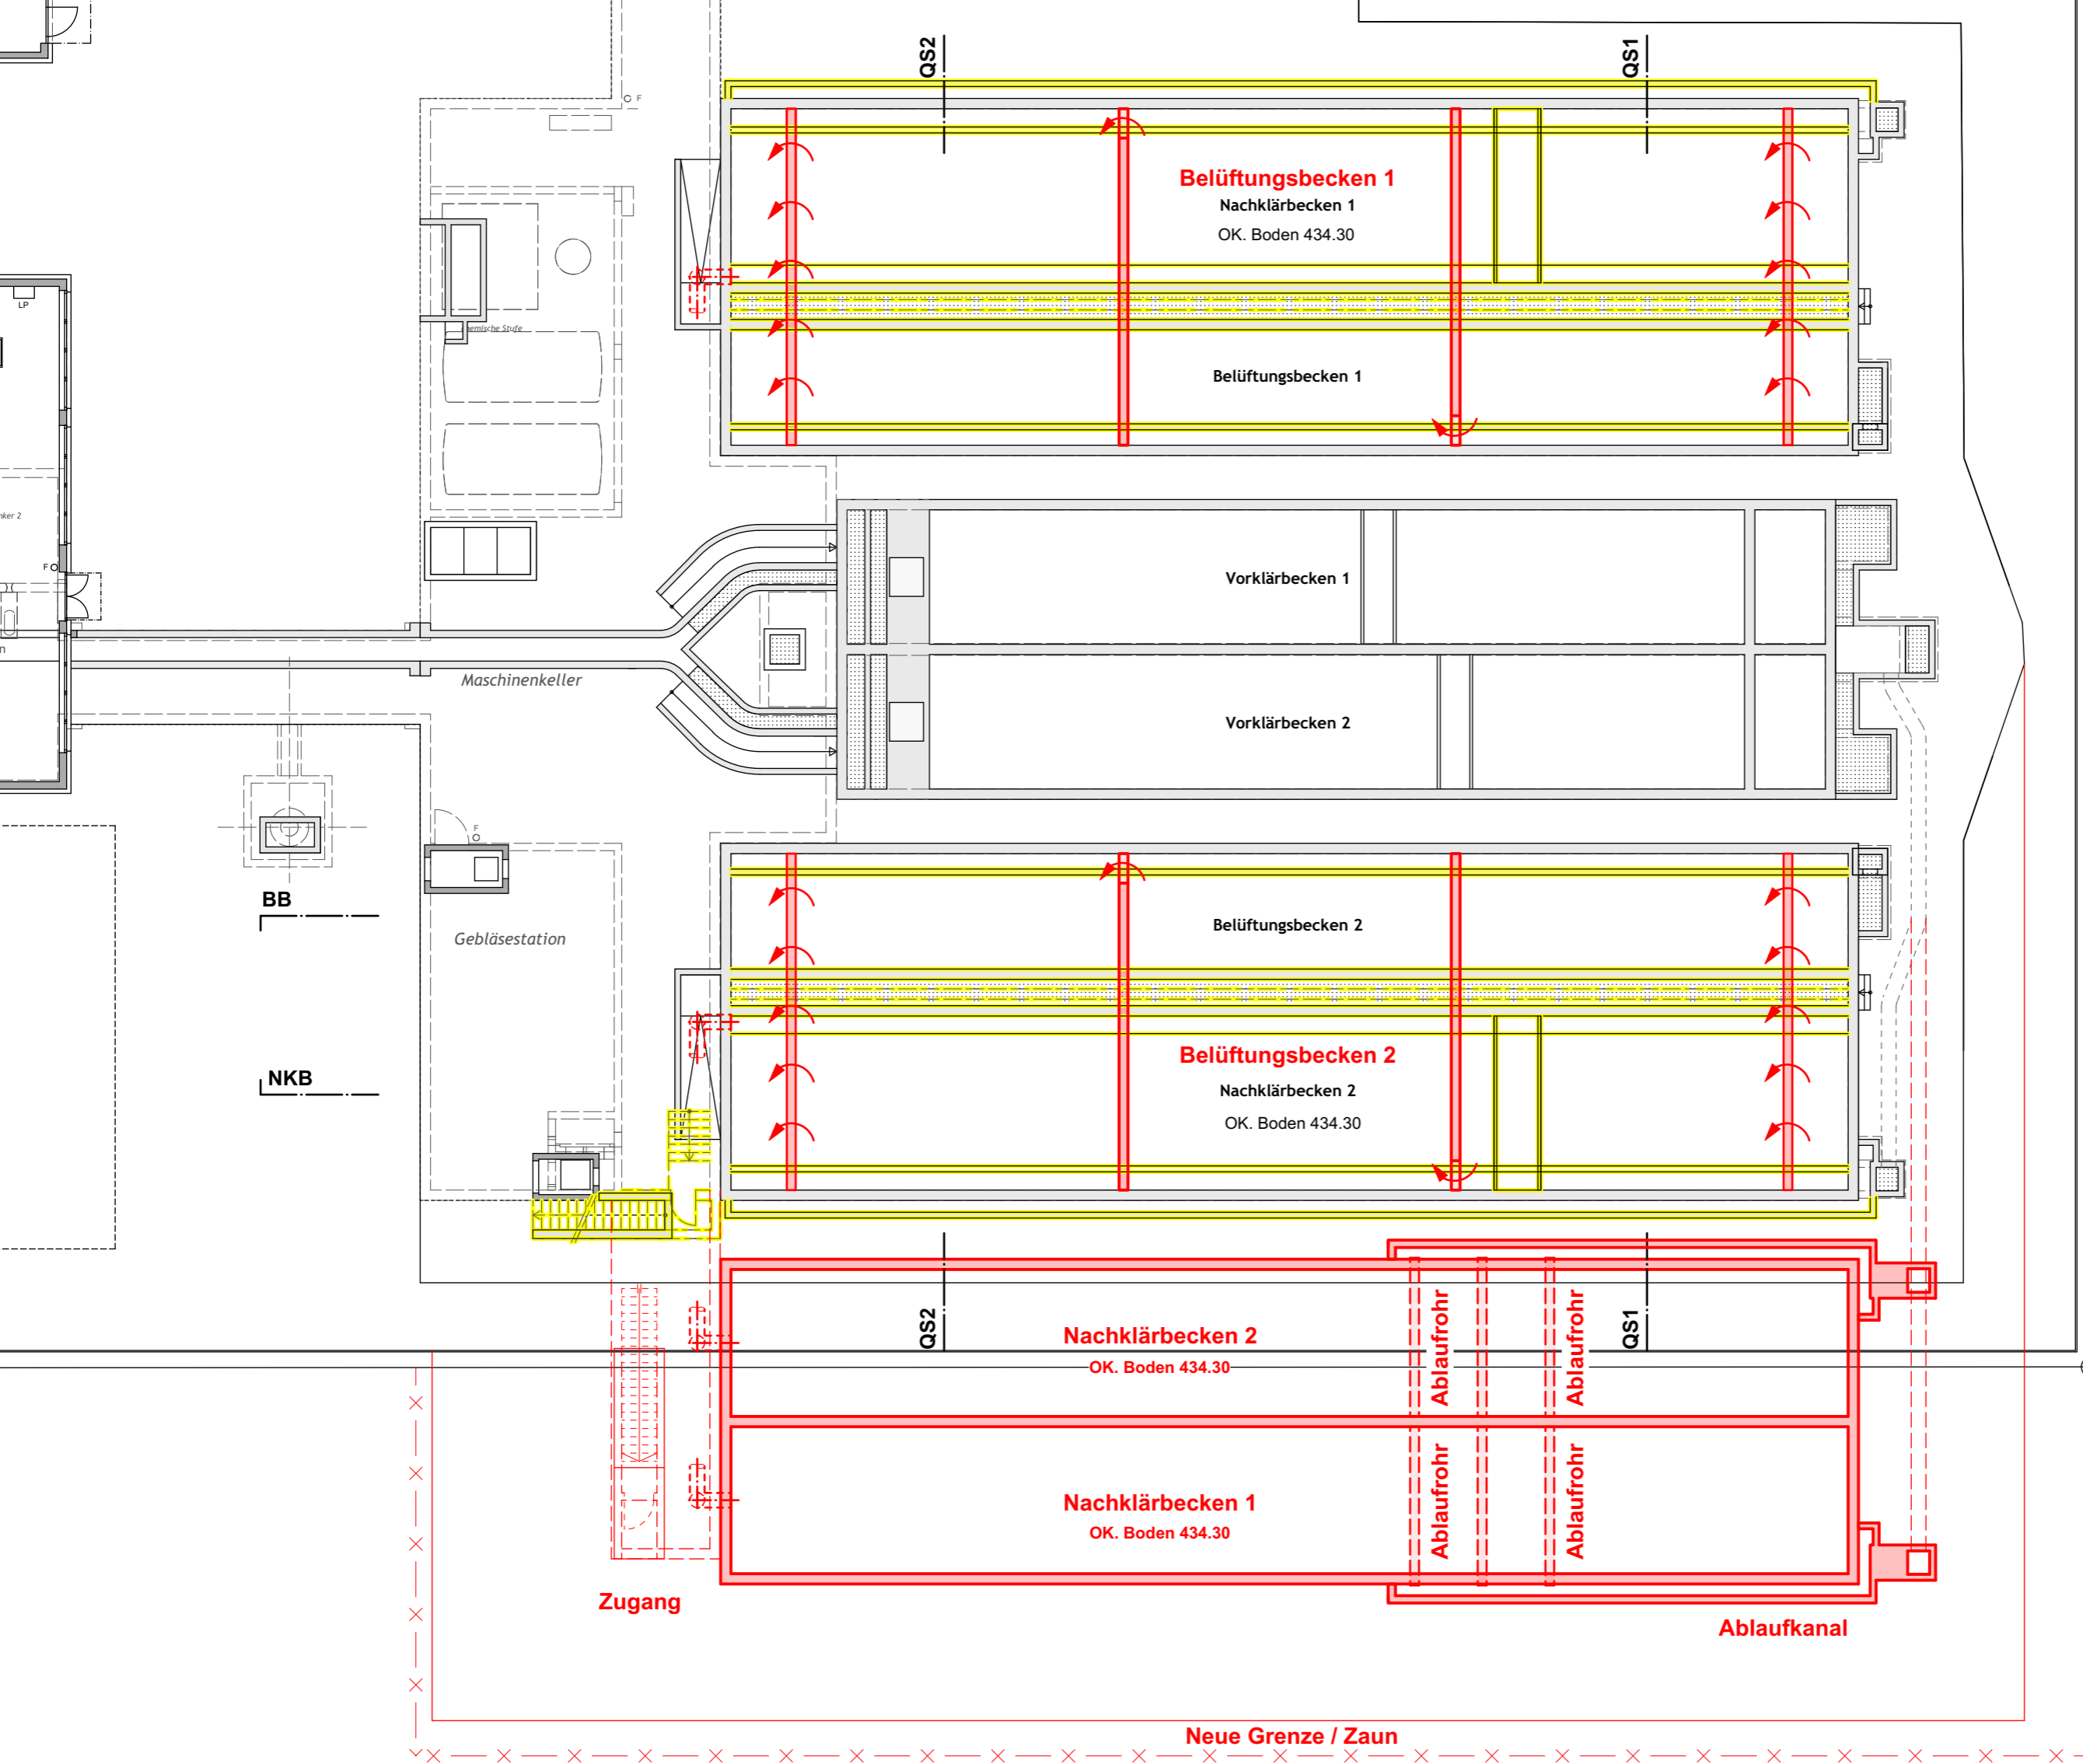 QS2
QS1
F
Belüftungsbecken 1
Nachklärbecken 1
OK. Boden 434.30
LP
Belüftungsbecken 1
F
Vorklärbecken 1
Maschinenkeller
Vorklärbecken 2
F
BB
Gebläsestation
Belüftungsbecken 2
NKB
Belüftungsbecken 2
Nachklärbecken 2
OK. Boden 434.30
QS2
QS1
Nachklärbecken 2
OK. Boden 434.30
Ablaufrohr
Ablaufrohr
Nachklärbecken 1
OK. Boden 434.30
Ablaufrohr
Ablaufrohr
Zugang
Ablaufkanal
Neue Grenze / Zaun